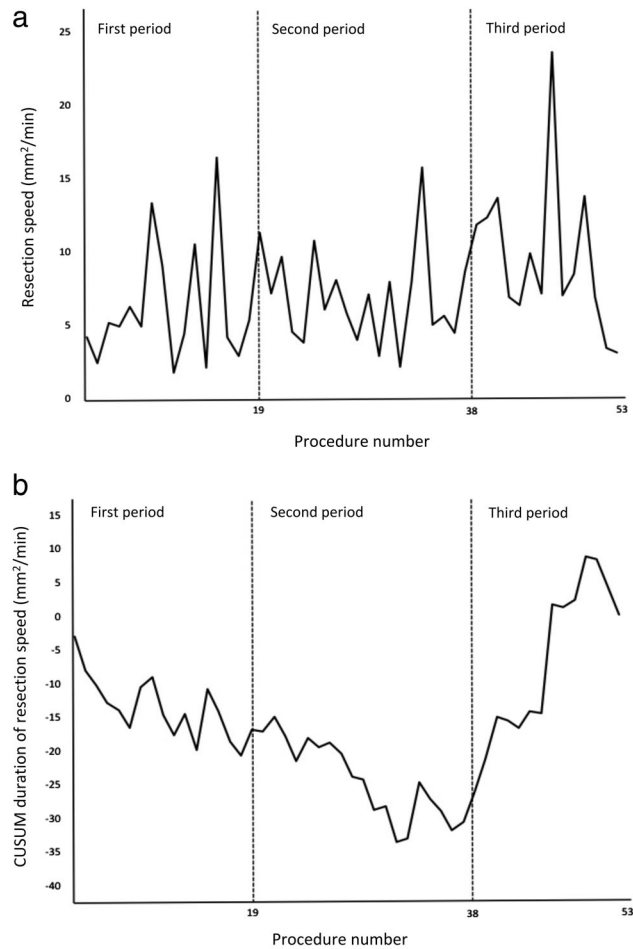 a
First period Second period Third period
25
20
15
10
5
0
Resection speed (mm²/min)
19 38 53
Procedure number
b
First period Second period Third period
15
10
5
0
-5
-10
-15
-20
-25
-30
-35
-40
CUSUM duration of resection speed (mm²/min)
19 38 53
Procedure number